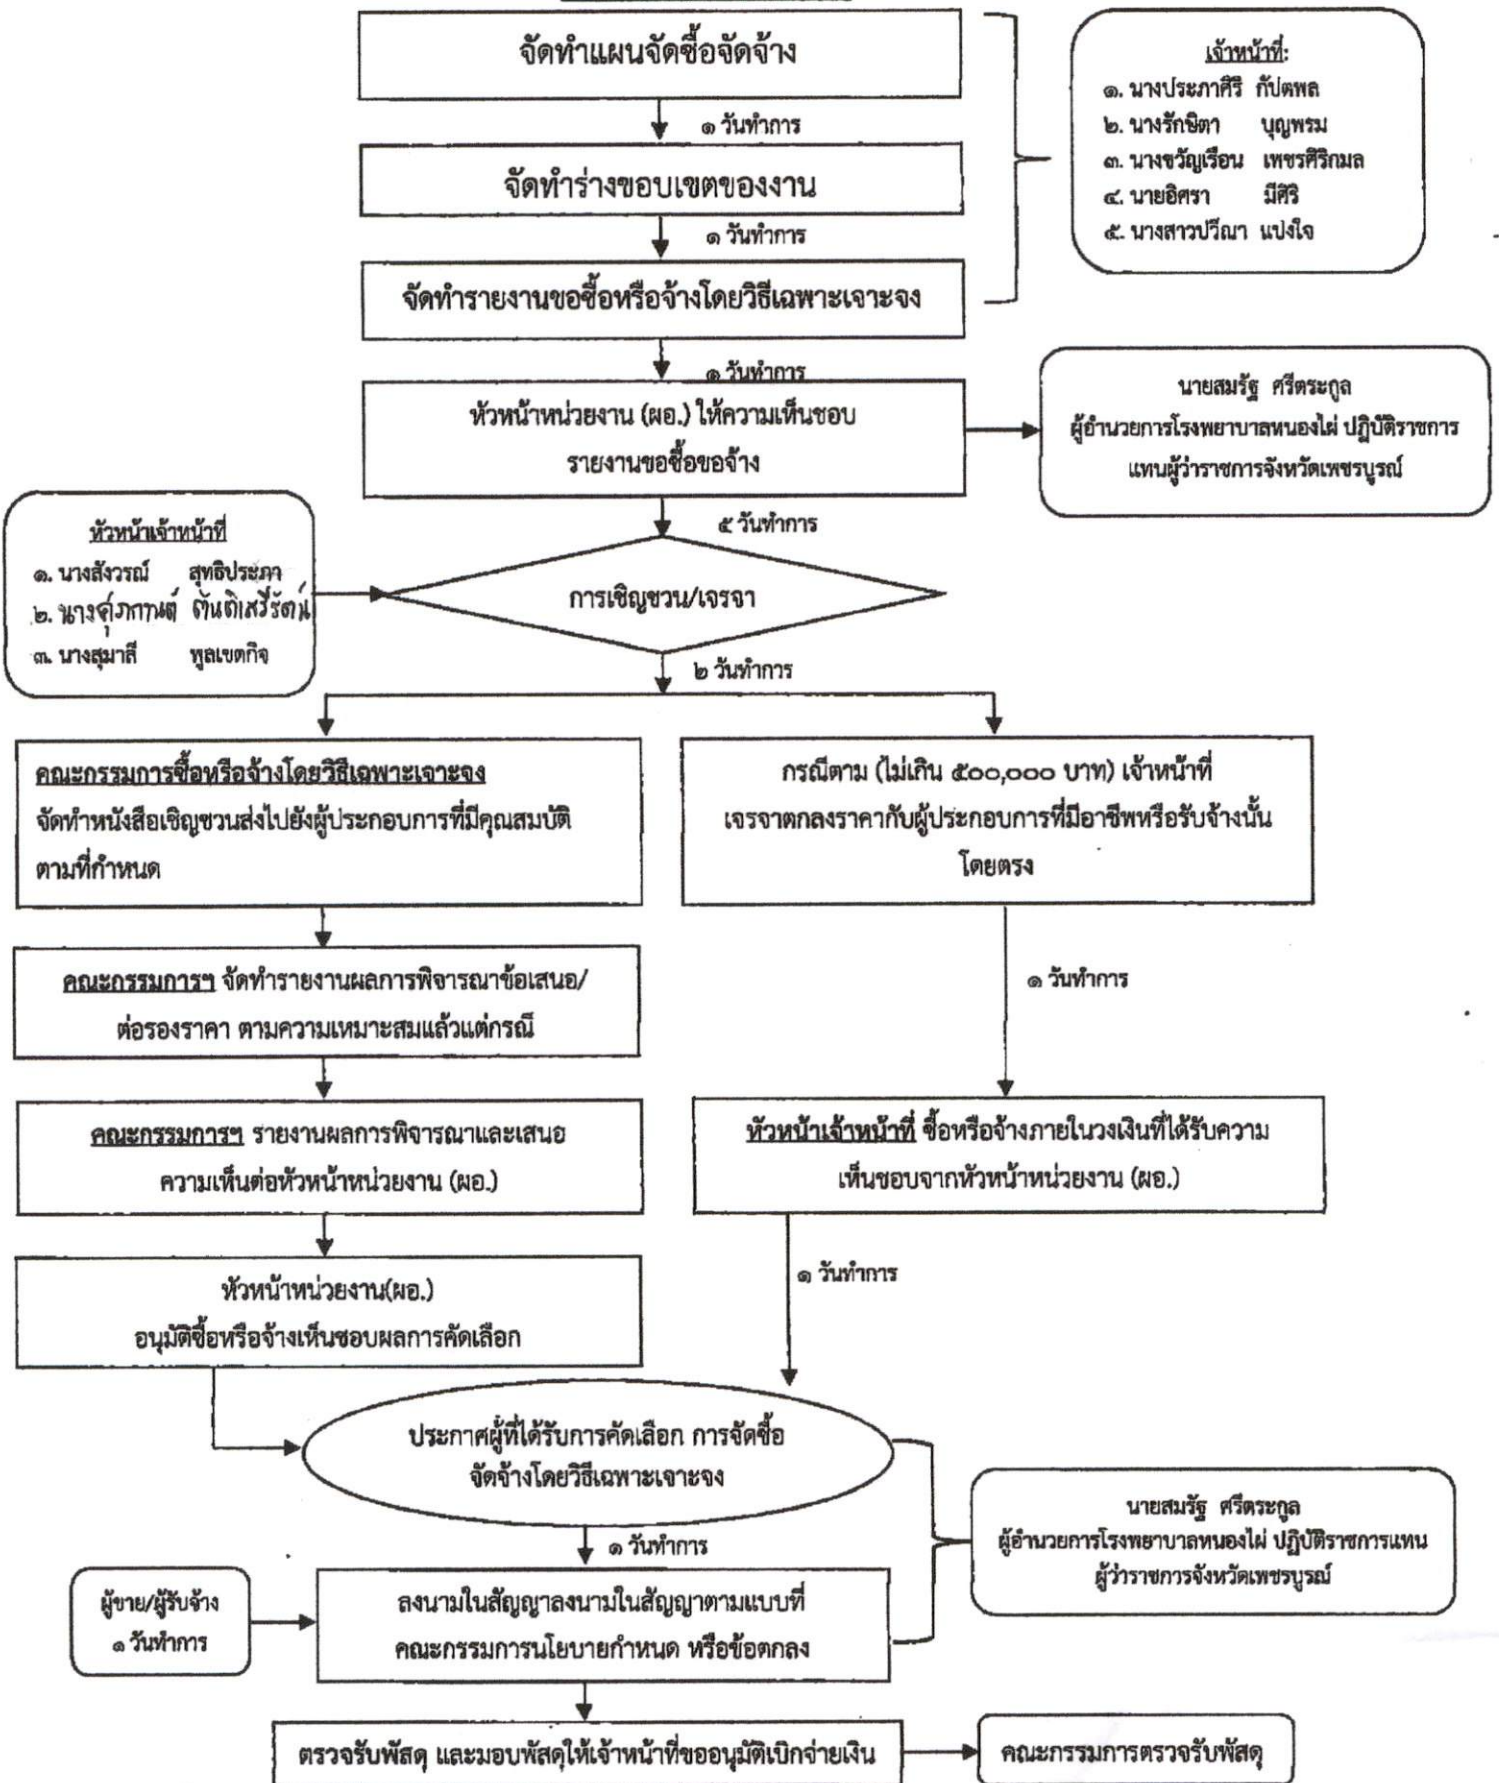 จัดทำแผนจัดซื้อจัดจ้าง
๑ วันทำการ
จัดทำร่างขอบเขตของงาน
๑ วันทำการ
จัดทำรายงานขอซื้อหรือจ้างโดยวิธีเฉพาะเจาะจง
เจ้าหน้าที่:
๑. นางประภาศิริ กัปตพล
๒. นางรักษิตา บุญพรม
๓. นางขวัญเรือน เพชรศิริกมล
๔. นายอิศรา มีศิริ
๕. นางสาวปวีณา แปงใจ
๑ วันทำการ
หัวหน้าหน่วยงาน (ผอ.) ให้ความเห็นชอบ
รายงานขอซื้อขอจ้าง
นายสมรัฐ ศรีตระกูล
ผู้อำนวยการโรงพยาบาลหนองไผ่ ปฏิบัติราชการ
แทนผู้ว่าราชการจังหวัดเพชรบูรณ์
๕ วันทำการ
หัวหน้าเจ้าหน้าที่
๑. นางสังวรณ์ สุทธิประภา
๒. นางศุภกานต์ ตันติเสรีรัตน์
๓. นางสุมาลี พูลเขตกิจ
การเชิญชวน/เจรจา
๒ วันทำการ
คณะกรรมการซื้อหรือจ้างโดยวิธีเฉพาะเจาะจง
จัดทำหนังสือเชิญชวนส่งไปยังผู้ประกอบการที่มีคุณสมบัติ
ตามที่กำหนด
กรณีตาม (ไม่เกิน ๕๐๐,๐๐๐ บาท) เจ้าหน้าที่
เจรจาตกลงราคากับผู้ประกอบการที่มีอาชีพหรือรับจ้างนั้น
โดยตรง
คณะกรรมการฯ จัดทำรายงานผลการพิจารณาข้อเสนอ/
ต่อรองราคา ตามความเหมาะสมแล้วแต่กรณี
๑ วันทำการ
คณะกรรมการฯ รายงานผลการพิจารณาและเสนอ
ความเห็นต่อหัวหน้าหน่วยงาน (ผอ.)
หัวหน้าเจ้าหน้าที่ ซื้อหรือจ้างภายในวงเงินที่ได้รับความ
เห็นชอบจากหัวหน้าหน่วยงาน (ผอ.)
หัวหน้าหน่วยงาน(ผอ.)
อนุมัติซื้อหรือจ้างเห็นชอบผลการคัดเลือก
๑ วันทำการ
ประกาศผู้ที่ได้รับการคัดเลือก การจัดซื้อ
จัดจ้างโดยวิธีเฉพาะเจาะจง
นายสมรัฐ ศรีตระกูล
ผู้อำนวยการโรงพยาบาลหนองไผ่ ปฏิบัติราชการแทน
ผู้ว่าราชการจังหวัดเพชรบูรณ์
๑ วันทำการ
ผู้ขาย/ผู้รับจ้าง
๑ วันทำการ
ลงนามในสัญญาลงนามในสัญญาตามแบบที่
คณะกรรมการนโยบายกำหนด หรือข้อตกลง
ตรวจรับพัสดุ และมอบพัสดุให้เจ้าหน้าที่ขออนุมัติเบิกจ่ายเงิน
คณะกรรมการตรวจรับพัสดุ